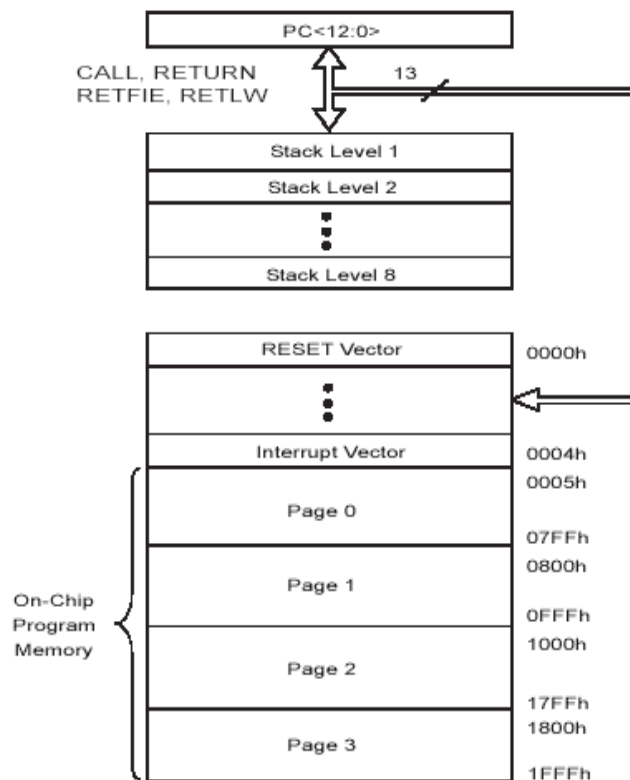 PC<12:0>
CALL, RETURN
RETFIE, RETLW
13
Stack Level 1
Stack Level 2
Stack Level 8
RESET Vector
0000h
Interrupt Vector
0004h
0005h
Page 0
07FFh
0800h
Page 1
0FFFh
On-Chip
Program
Memory
1000h
Page 2
17FFh
1800h
Page 3
1FFFh